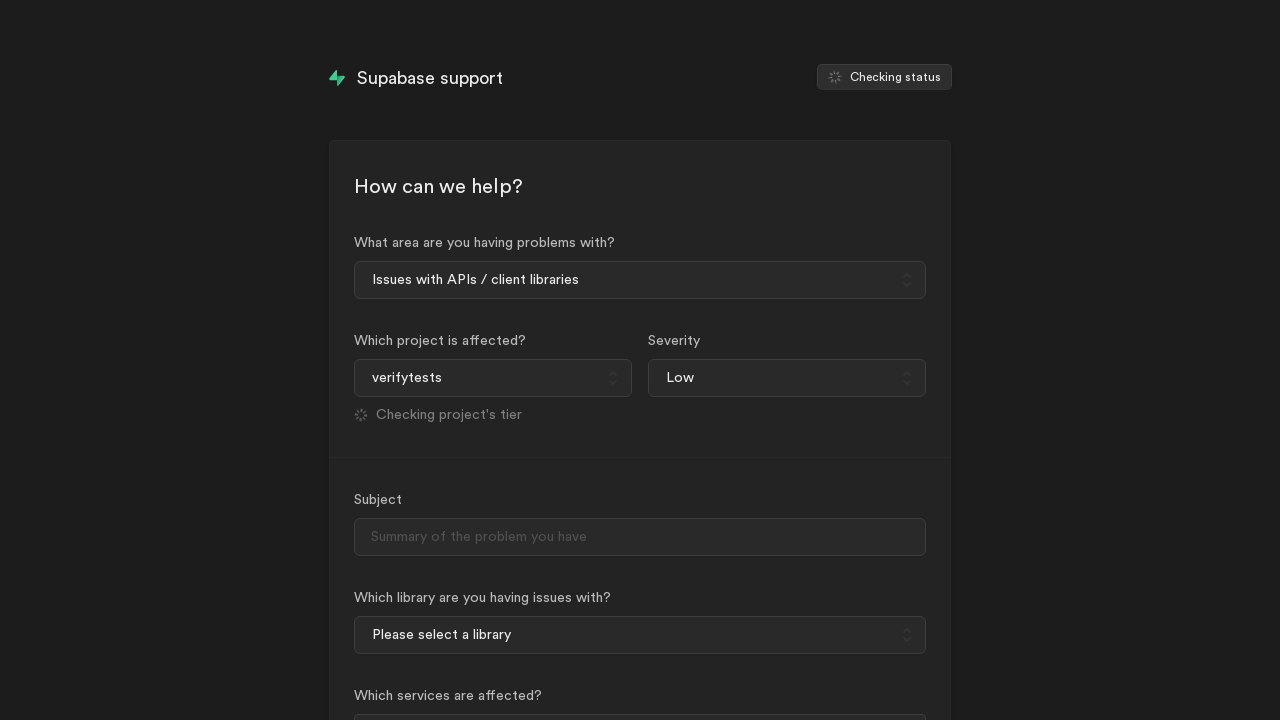 Supabase support
Checking status
How can we help?
What area are you having problems with?
Issues with APIs / client libraries
Which project is affected?
Severity
verifytests
Low
Checking project's tier
Subject
Summary of the problem you have
Which library are you having issues with?
Please select a library
Which services are affected?